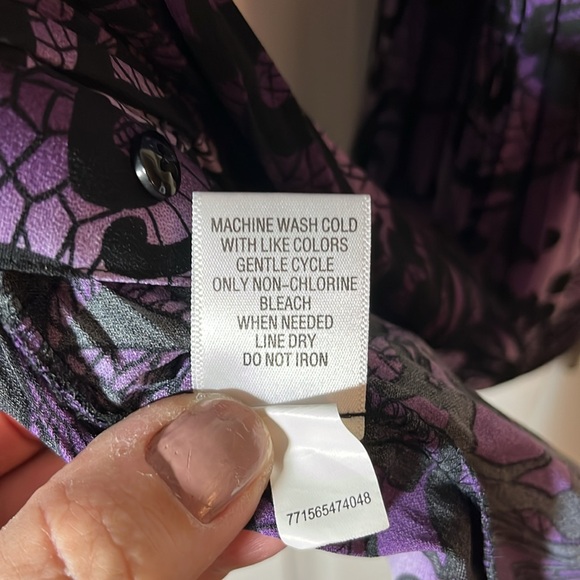 MACHINE WASH COLD
WITH LIKE COLORS
GENTLE CYCLE
ONLY NON-CHLORINE
BLEACH
WHEN NEEDED
LINE DRY
DO NOT IRON
771565474048